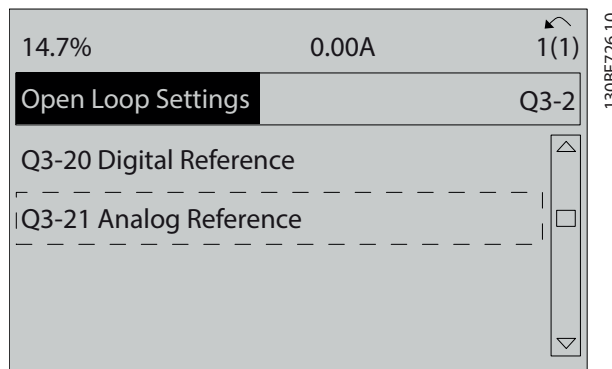 14.7% 0.00A 1(1)
Open Loop Settings Q3-2
Q3-20 Digital Reference
Q3-21 Analog Reference
130BF726.10